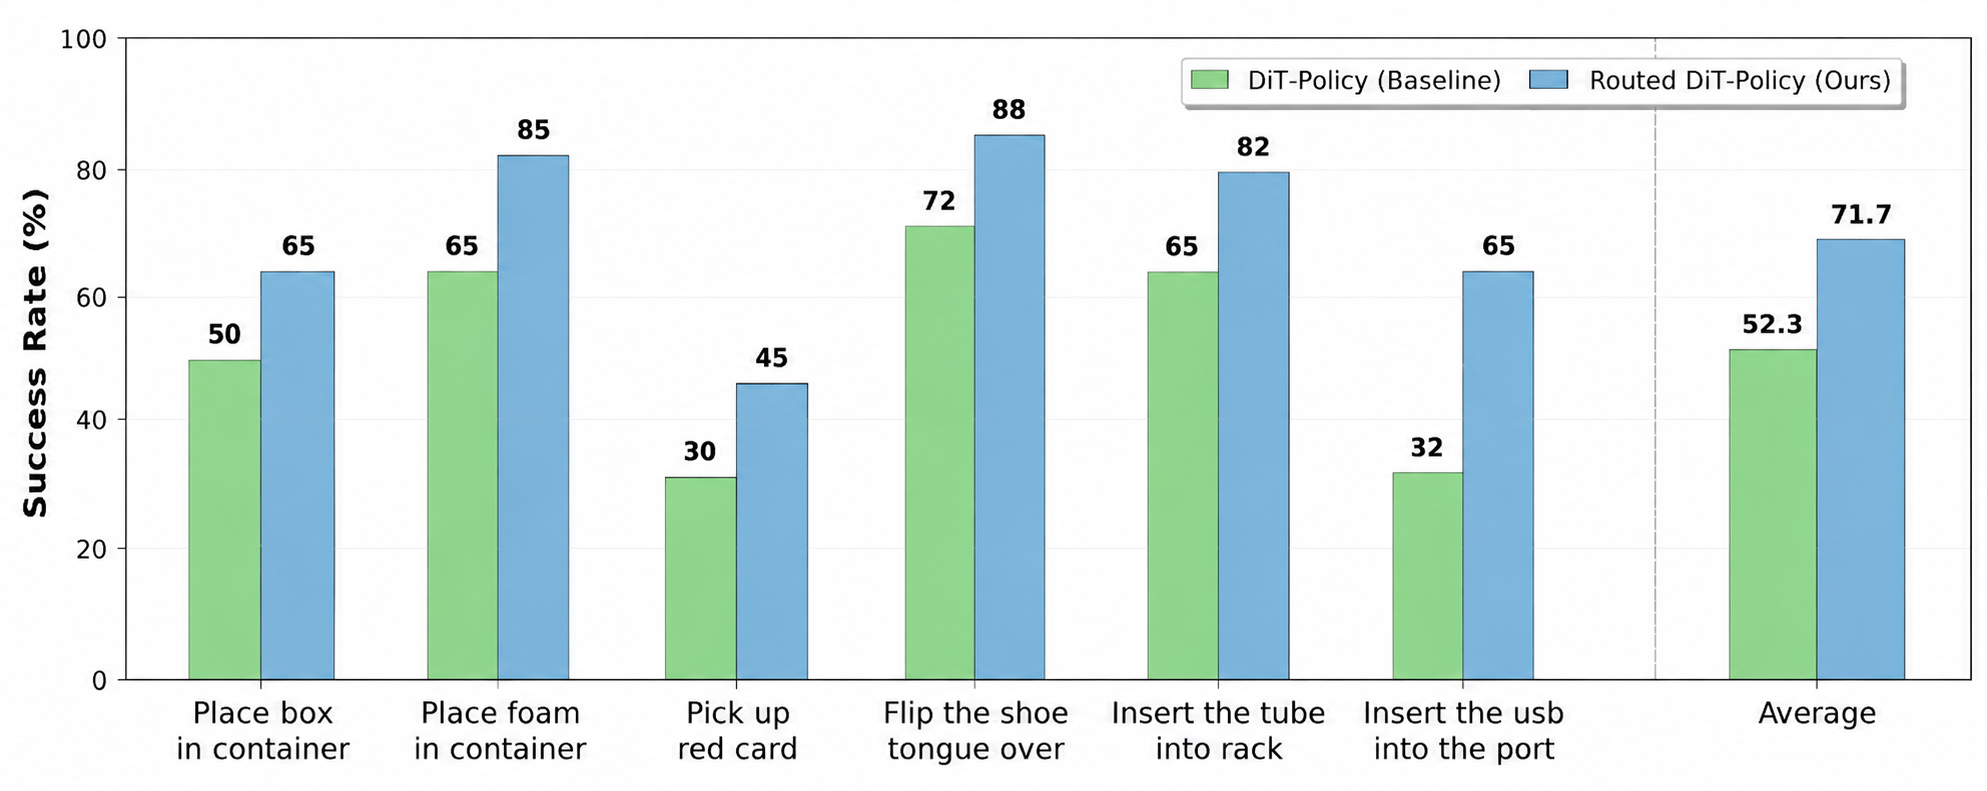 100
80
60
40
20
0
Success Rate (%)
DiT-Policy (Baseline)
Routed DiT-Policy (Ours)
50
65
65
85
30
45
72
88
65
82
32
65
52.3
71.7
Place box
in container
Place foam
in container
Pick up
red card
Flip the shoe
tongue over
Insert the tube
into rack
Insert the usb
into the port
Average